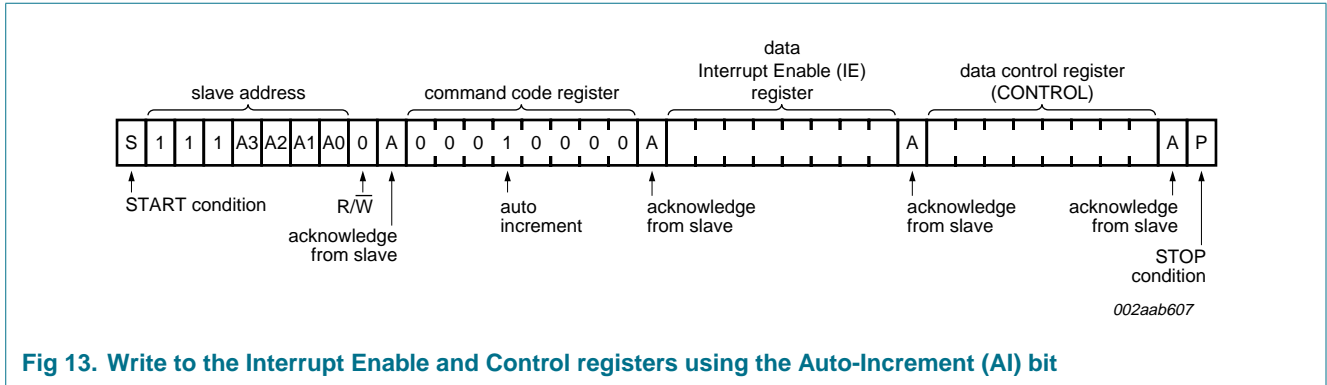 data
Interrupt Enable (IE)
register
data control register
(CONTROL)
slave address
command code register
S 1 1 1 A3 A2 A1 A0 0 A 0 0 0 1 0 0 0 0 A A A P
START condition
R/W̅
acknowledge
from slave
auto
increment
acknowledge
from slave
acknowledge
from slave
acknowledge
from slave
STOP
condition
002aab607
Fig 13. Write to the Interrupt Enable and Control registers using the Auto-Increment (AI) bit